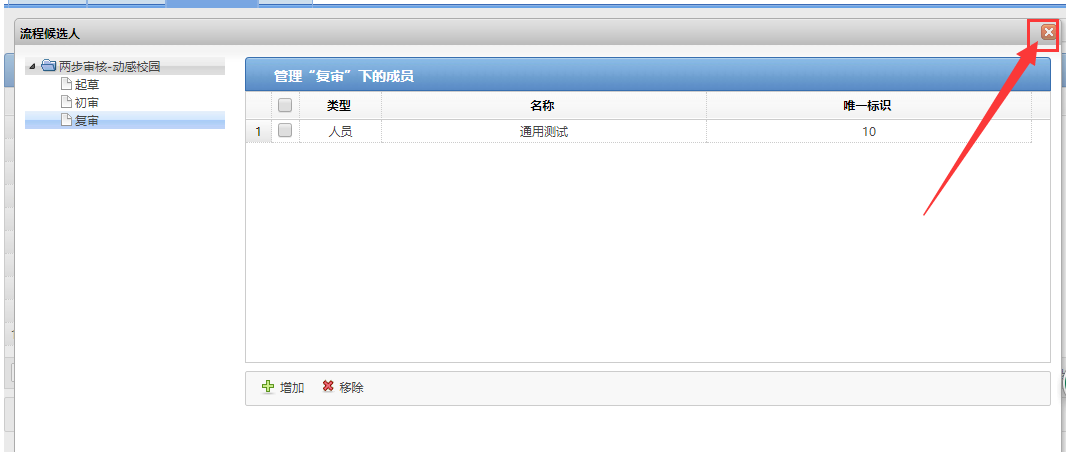 流程候选人
两步审核-动感校园
起草
初审
复审
管理“复审”下的成员
类型 名称 唯一标识
1 人员 通用测试 10
增加 移除